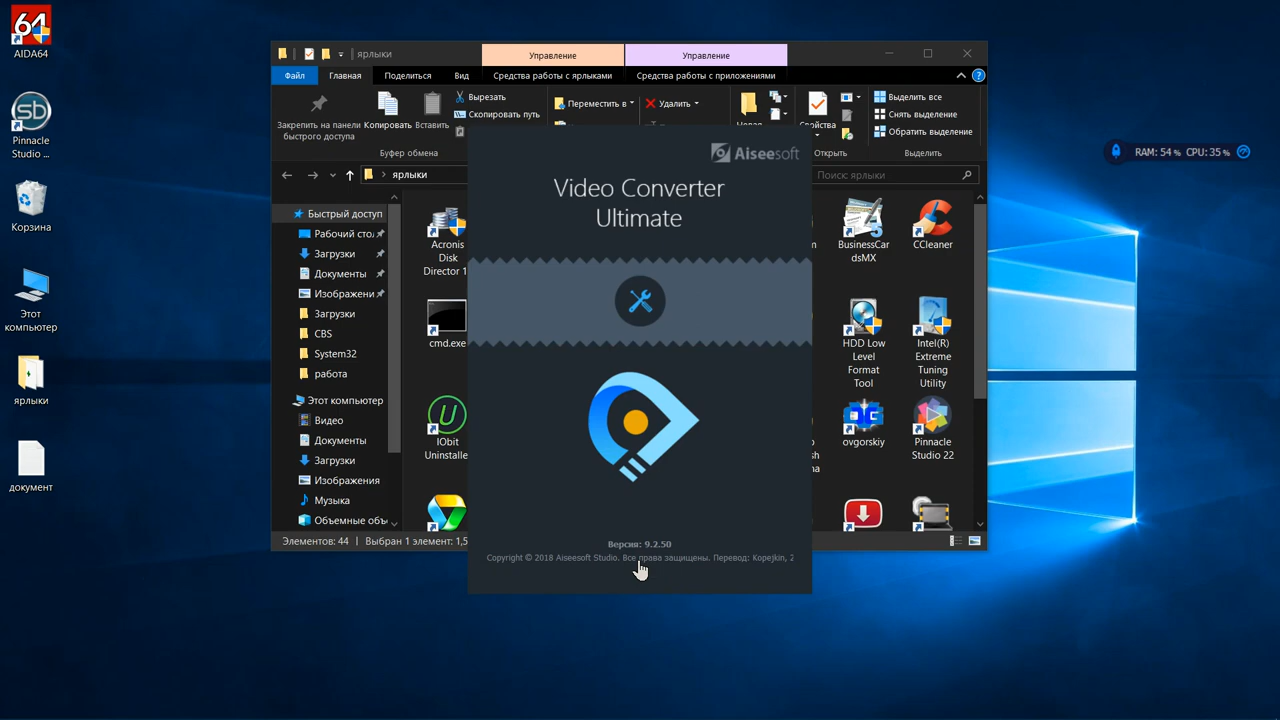 AIDA64
Pinnacle
Studio ...
Корзина
Этот
компьютер
ярлыки
документ
ярлыки
Управление
Управление
Файл
Главная
Поделиться
Вид
Средства работы с ярлыками
Средства работы с приложениями
Закрепить на панели
быстрого доступа
Копировать
Вставить
Вырезать
Скопировать путь
Буфер обмена
Переместить в
Удалить
Свойства
Открыть
Выделить все
Снять выделение
Обратить выделение
Выделить
ярлыки
Поиск: ярлыки
Быстрый доступ
Рабочий стол
Загрузки
Документы
Изображени
Загрузки
CBS
System32
работа
Этот компьютер
Видео
Документы
Загрузки
Изображения
Музыка
Объемные объ
Acronis
Disk
Director 1
cmd.exe
IObit
Uninstalle
BusinessCar
dsMX
CCleaner
HDD Low
Level
Format
Tool
Intel(R)
Extreme
Tuning
Utility
ovgorskiy
Pinnacle
Studio 22
Элементов: 44
Выбран 1 элемент: 1,5
Aiseesoft
Video Converter
Ultimate
Версия: 9.2.50
Copyright © 2018 Aiseesoft Studio. Все права защищены. Перевод: Kopejkin, 2
RAM: 54 % CPU: 35 %